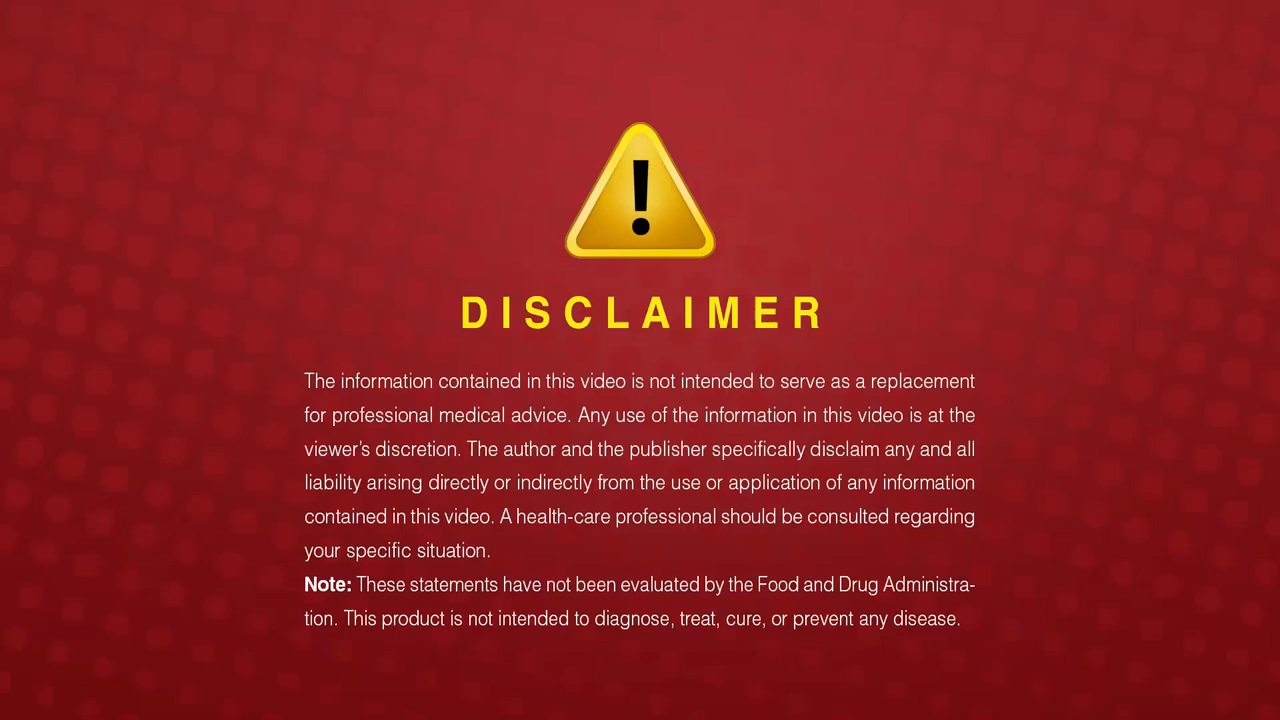 !
DISCLAIMER
The information contained in this video is not intended to serve as a replacement
for professional medical advice. Any use of the information in this video is at the
viewer's discretion. The author and the publisher specifically disclaim any and all
liability arising directly or indirectly from the use or application of any information
contained in this video. A health-care professional should be consulted regarding
your specific situation.
Note: These statements have not been evaluated by the Food and Drug Administra-
tion. This product is not intended to diagnose, treat, cure, or prevent any disease.